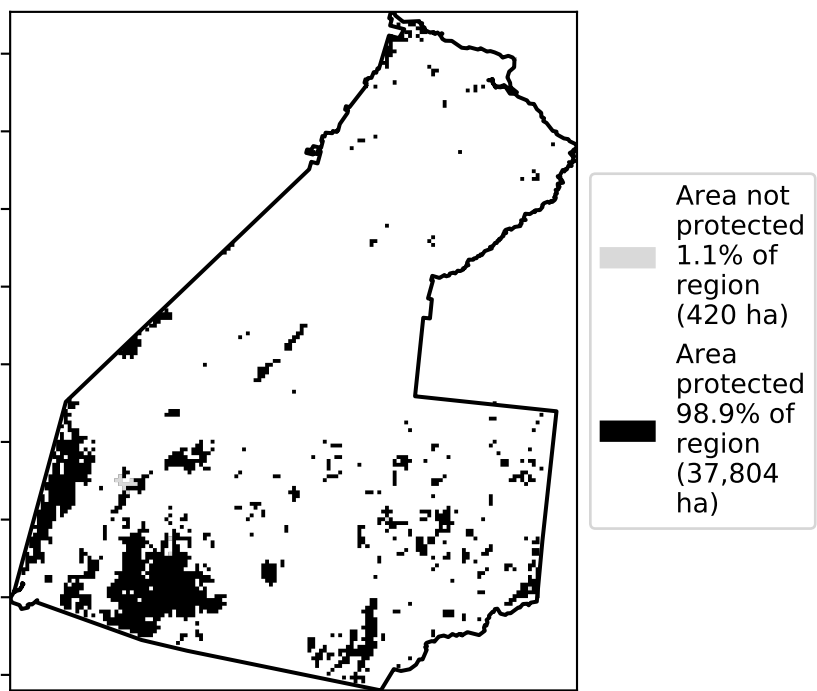 Area not
protected
1.1% of
region
(420 ha)
Area
protected
98.9% of
region
(37,804
ha)